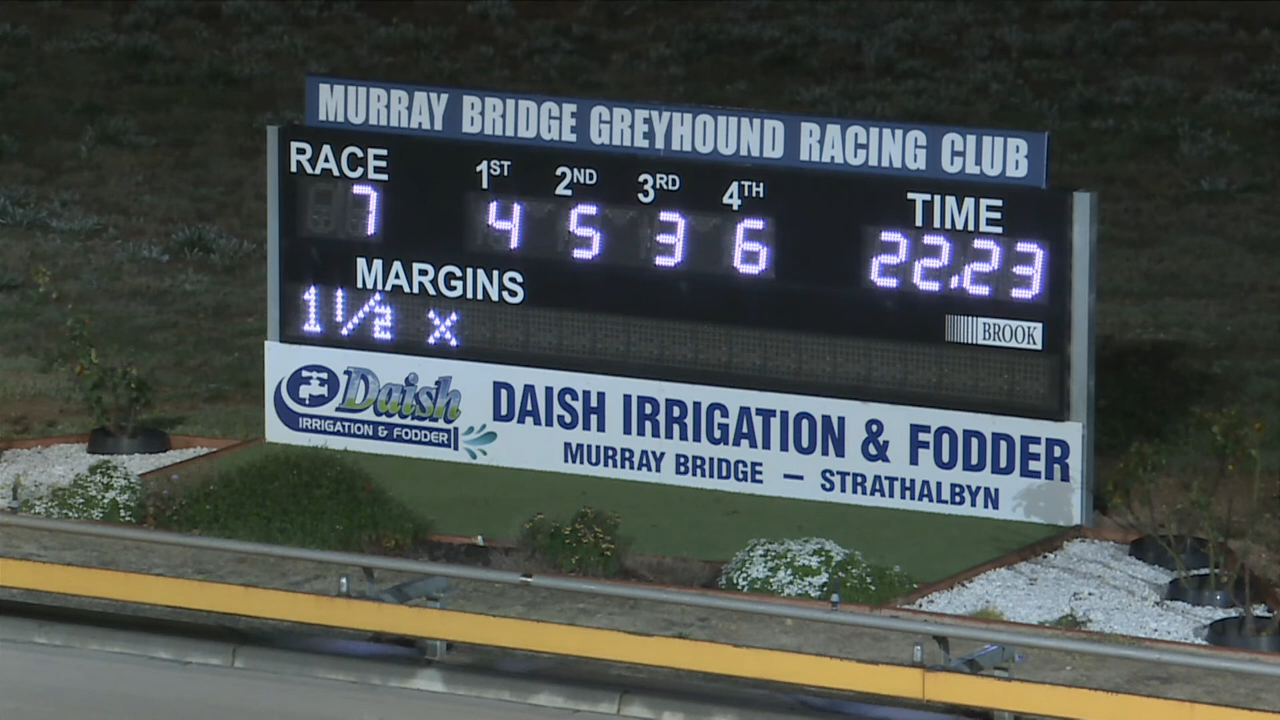 MURRAY BRIDGE GREYHOUND RACING CLUB
RACE 1ST 2ND 3RD 4TH TIME
7 4 5 3 6 22.23
MARGINS
1 1/2 x
BROOK
Daish
IRRIGATION & FODDER
DAISH IRRIGATION & FODDER
MURRAY BRIDGE – STRATHALBYN